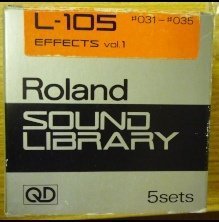 L-105 #031-#035
EFFECTS vol.1
Roland
SOUND
LIBRARY
QD 5sets